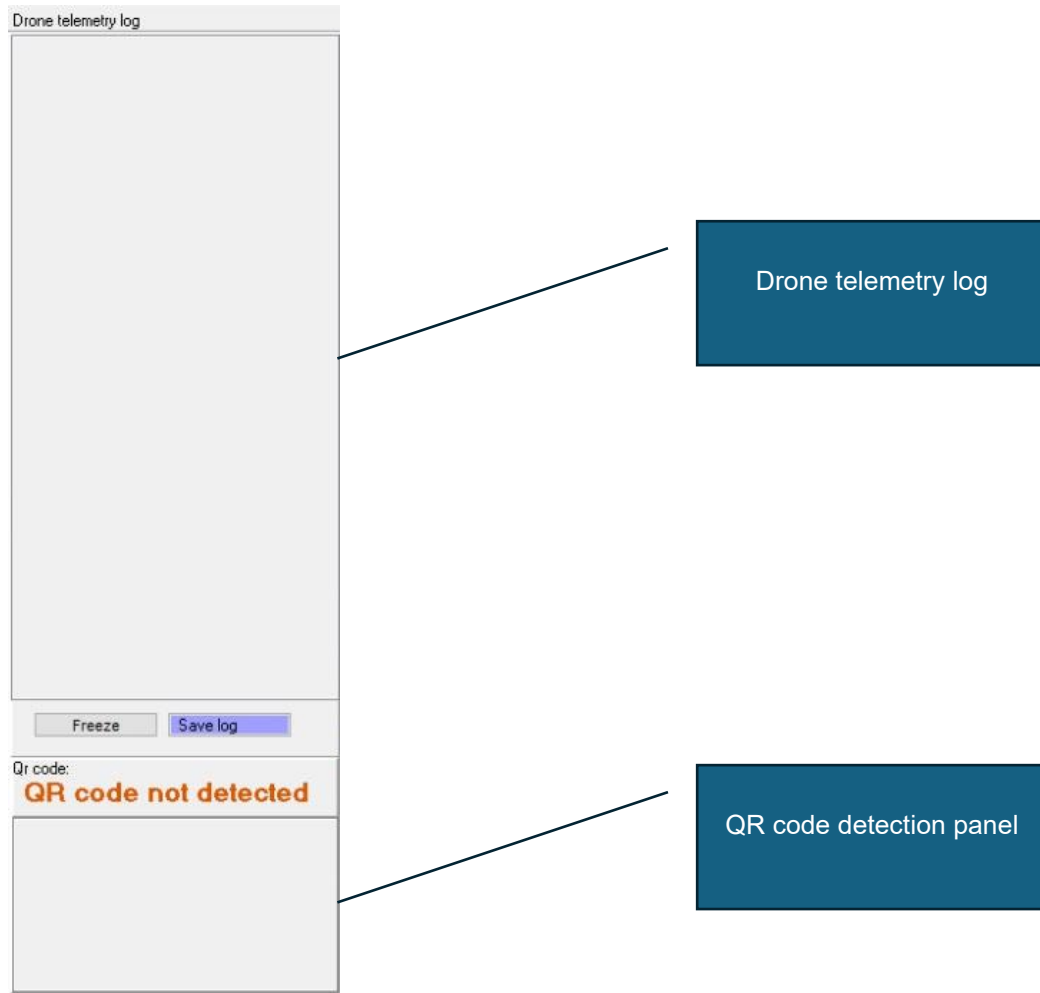 Drone telemetry log
Drone telemetry log
Freeze Save log
Qr code:
QR code not detected
QR code detection panel